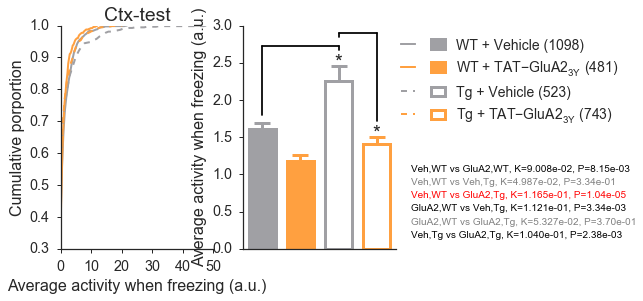 Ctx-test
Cumulative porportion
1.0
0.9
0.8
0.7
0.6
0.5
0.4
0.3
0
10
20
30
40
50
Average activity when freezing (a.u.)
Average activity when freezing (a.u.)
3.0
2.5
2.0
1.5
1.0
0.5
0.0
*
*
WT + Vehicle (1098)
WT + TAT−GluA23Y (481)
Tg + Vehicle (523)
Tg + TAT−GluA23Y (743)
Veh,WT vs GluA2,WT, K=9.008e-02, P=8.15e-03
Veh,WT vs Veh,Tg, K=4.987e-02, P=3.34e-01
Veh,WT vs GluA2,Tg, K=1.165e-01, P=1.04e-05
GluA2,WT vs Veh,Tg, K=1.121e-01, P=3.34e-03
GluA2,WT vs GluA2,Tg, K=5.327e-02, P=3.70e-01
Veh,Tg vs GluA2,Tg, K=1.040e-01, P=2.38e-03